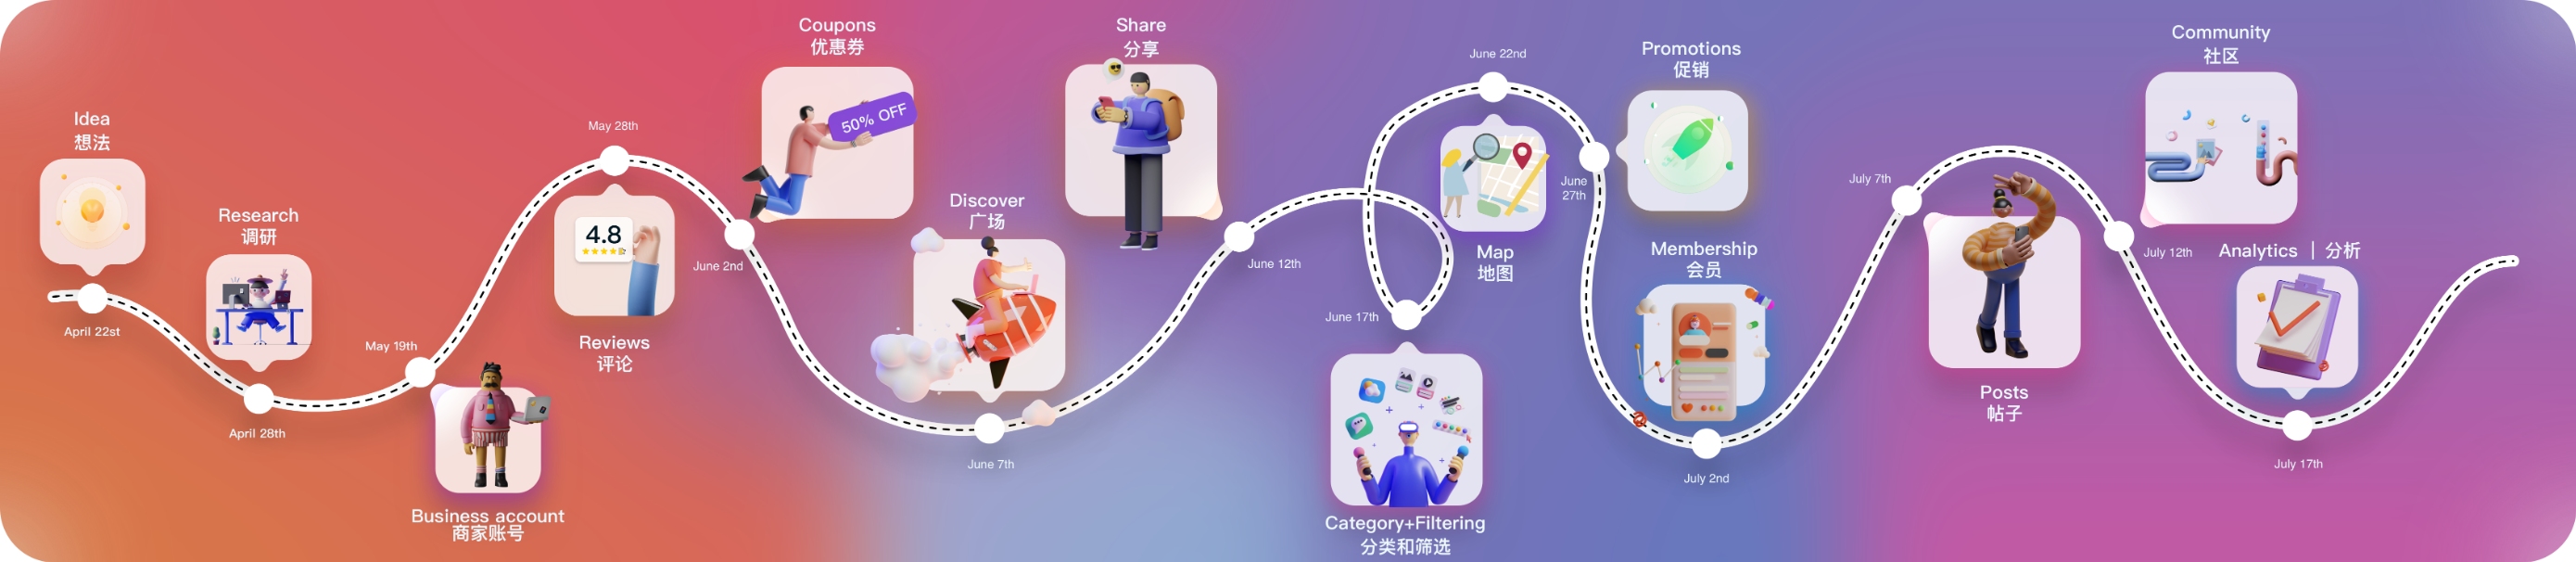 Idea
想法
April 22st
Research
调研
April 28th
May 19th
Business account
商家账号
May 28th
4.8
Reviews
评论
Coupons
优惠券
50% OFF
June 2nd
Discover
广场
June 7th
Share
分享
June 12th
June 17th
Category+Filtering
分类和筛选
June 22nd
Map
地图
Promotions
促销
June
27th
Membership
会员
July 2nd
July 7th
Posts
帖子
Community
社区
July 12th
Analytics ｜ 分析
July 17th